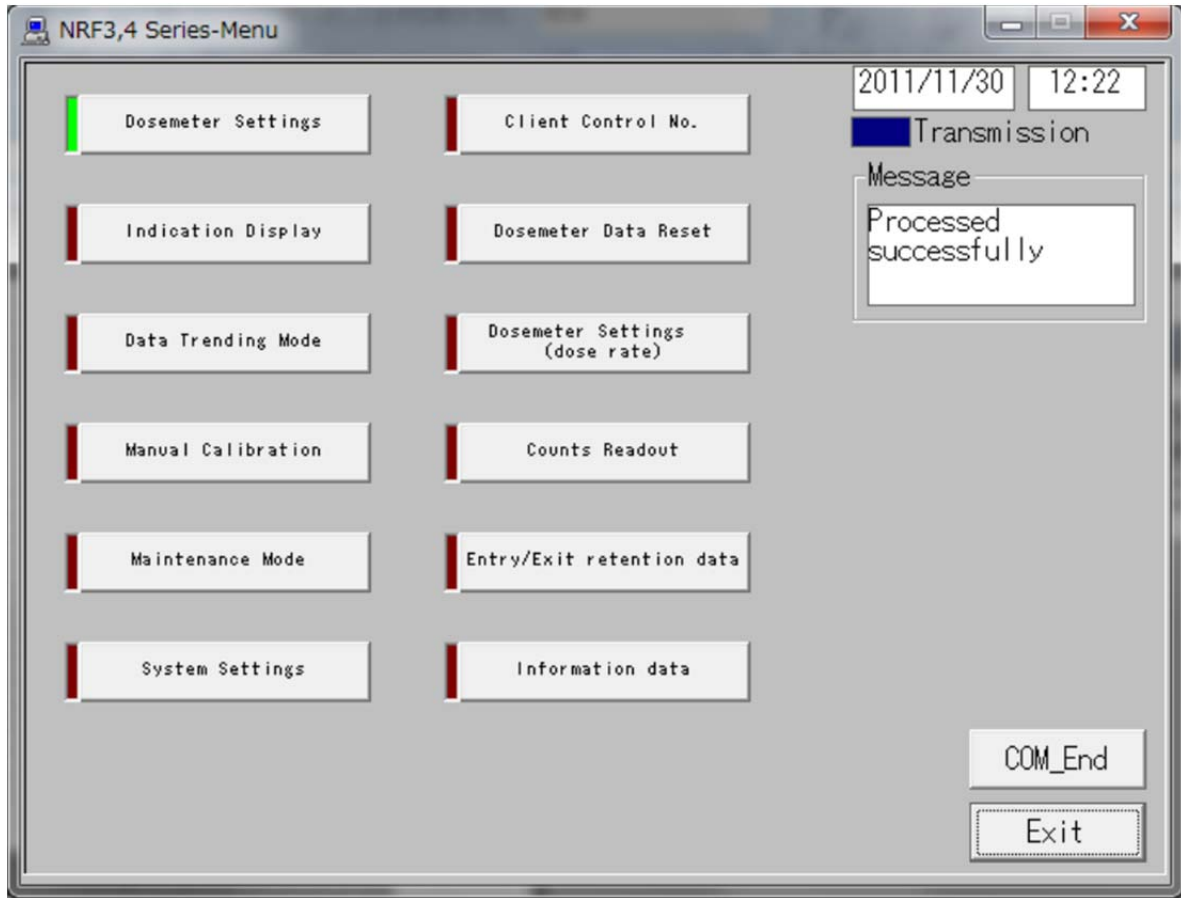 NRF3,4 Series-Menu
Dosemeter Settings
Indication Display
Data Trending Mode
Manual Calibration
Maintenance Mode
System Settings
Client Control No.
Dosemeter Data Reset
Dosemeter Settings
(dose rate)
Counts Readout
Entry/Exit retention data
Information data
2011/11/30 12:22
Transmission
Message
Processed
successfully
COM_End
Exit